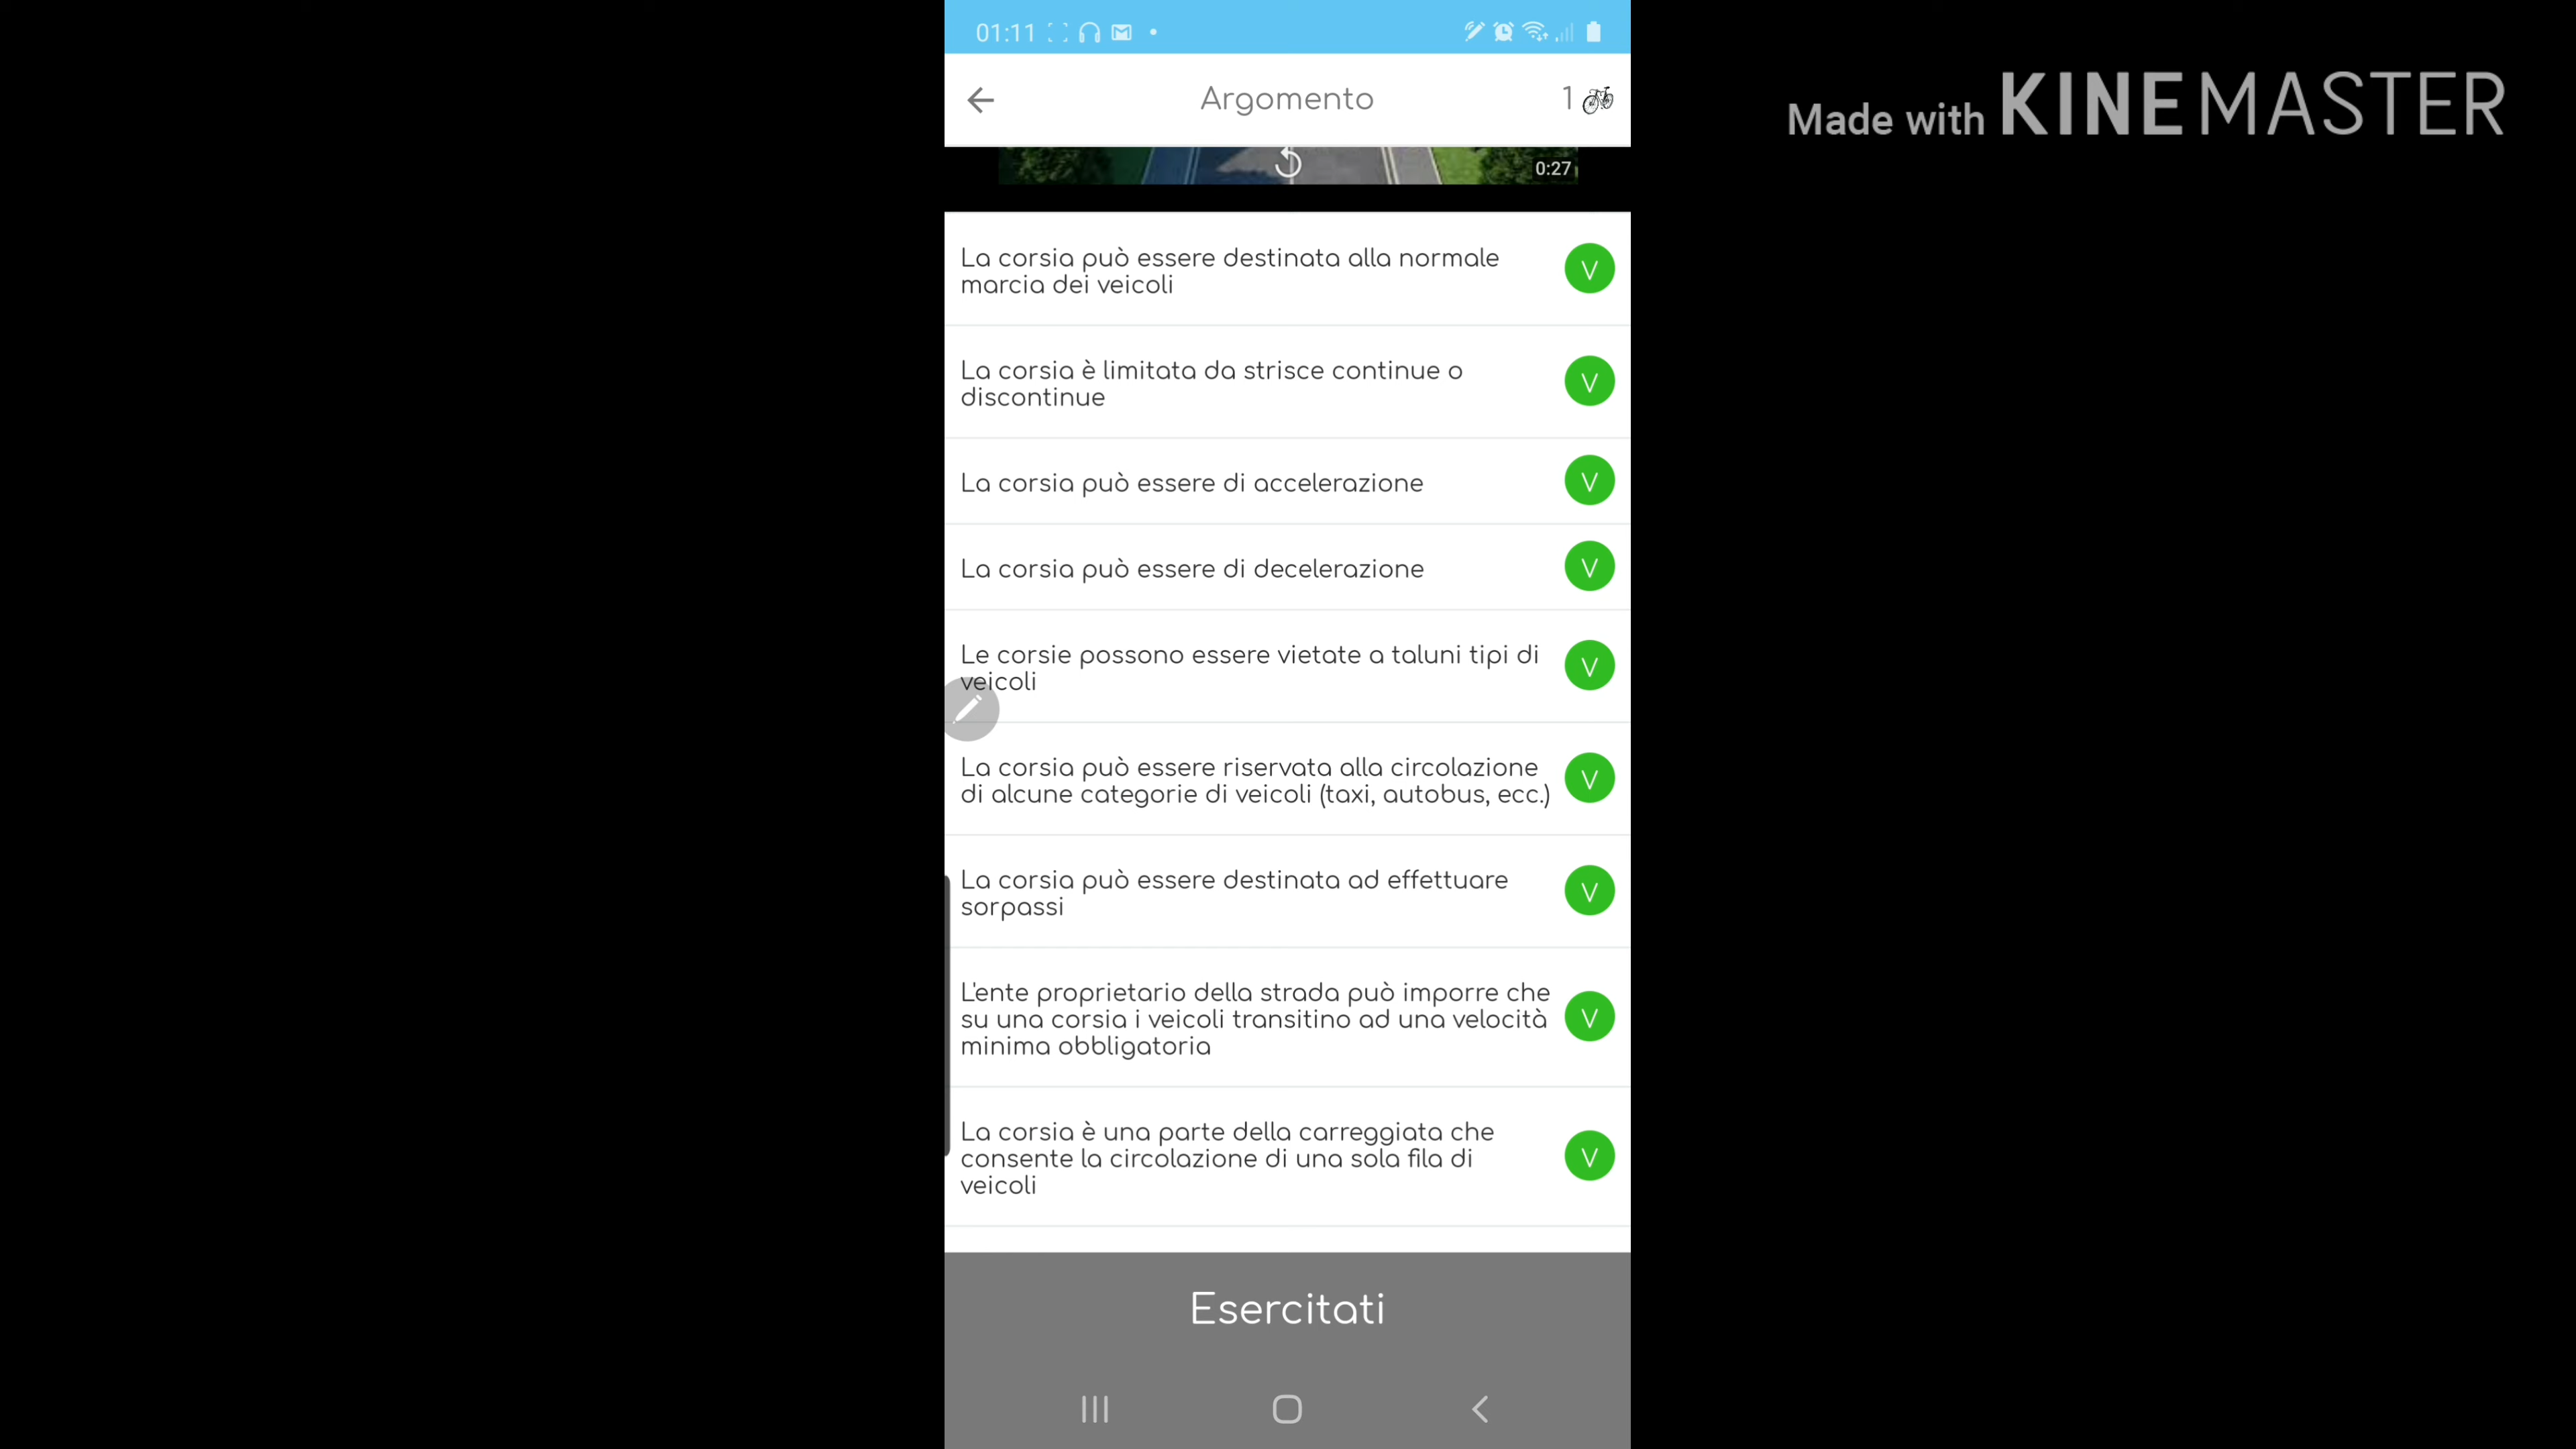 01:11
Made with KINEMASTER
Argomento
1
0:27
La corsia può essere destinata alla normale
marcia dei veicoli
V
La corsia è limitata da strisce continue o
discontinue
V
La corsia può essere di accelerazione
V
La corsia può essere di decelerazione
V
Le corsie possono essere vietate a taluni tipi di
veicoli
V
La corsia può essere riservata alla circolazione
di alcune categorie di veicoli (taxi, autobus, ecc.)
V
La corsia può essere destinata ad effettuare
sorpassi
V
L'ente proprietario della strada può imporre che
su una corsia i veicoli transitino ad una velocità
minima obbligatoria
V
La corsia è una parte della carreggiata che
consente la circolazione di una sola fila di
veicoli
V
Esercitati